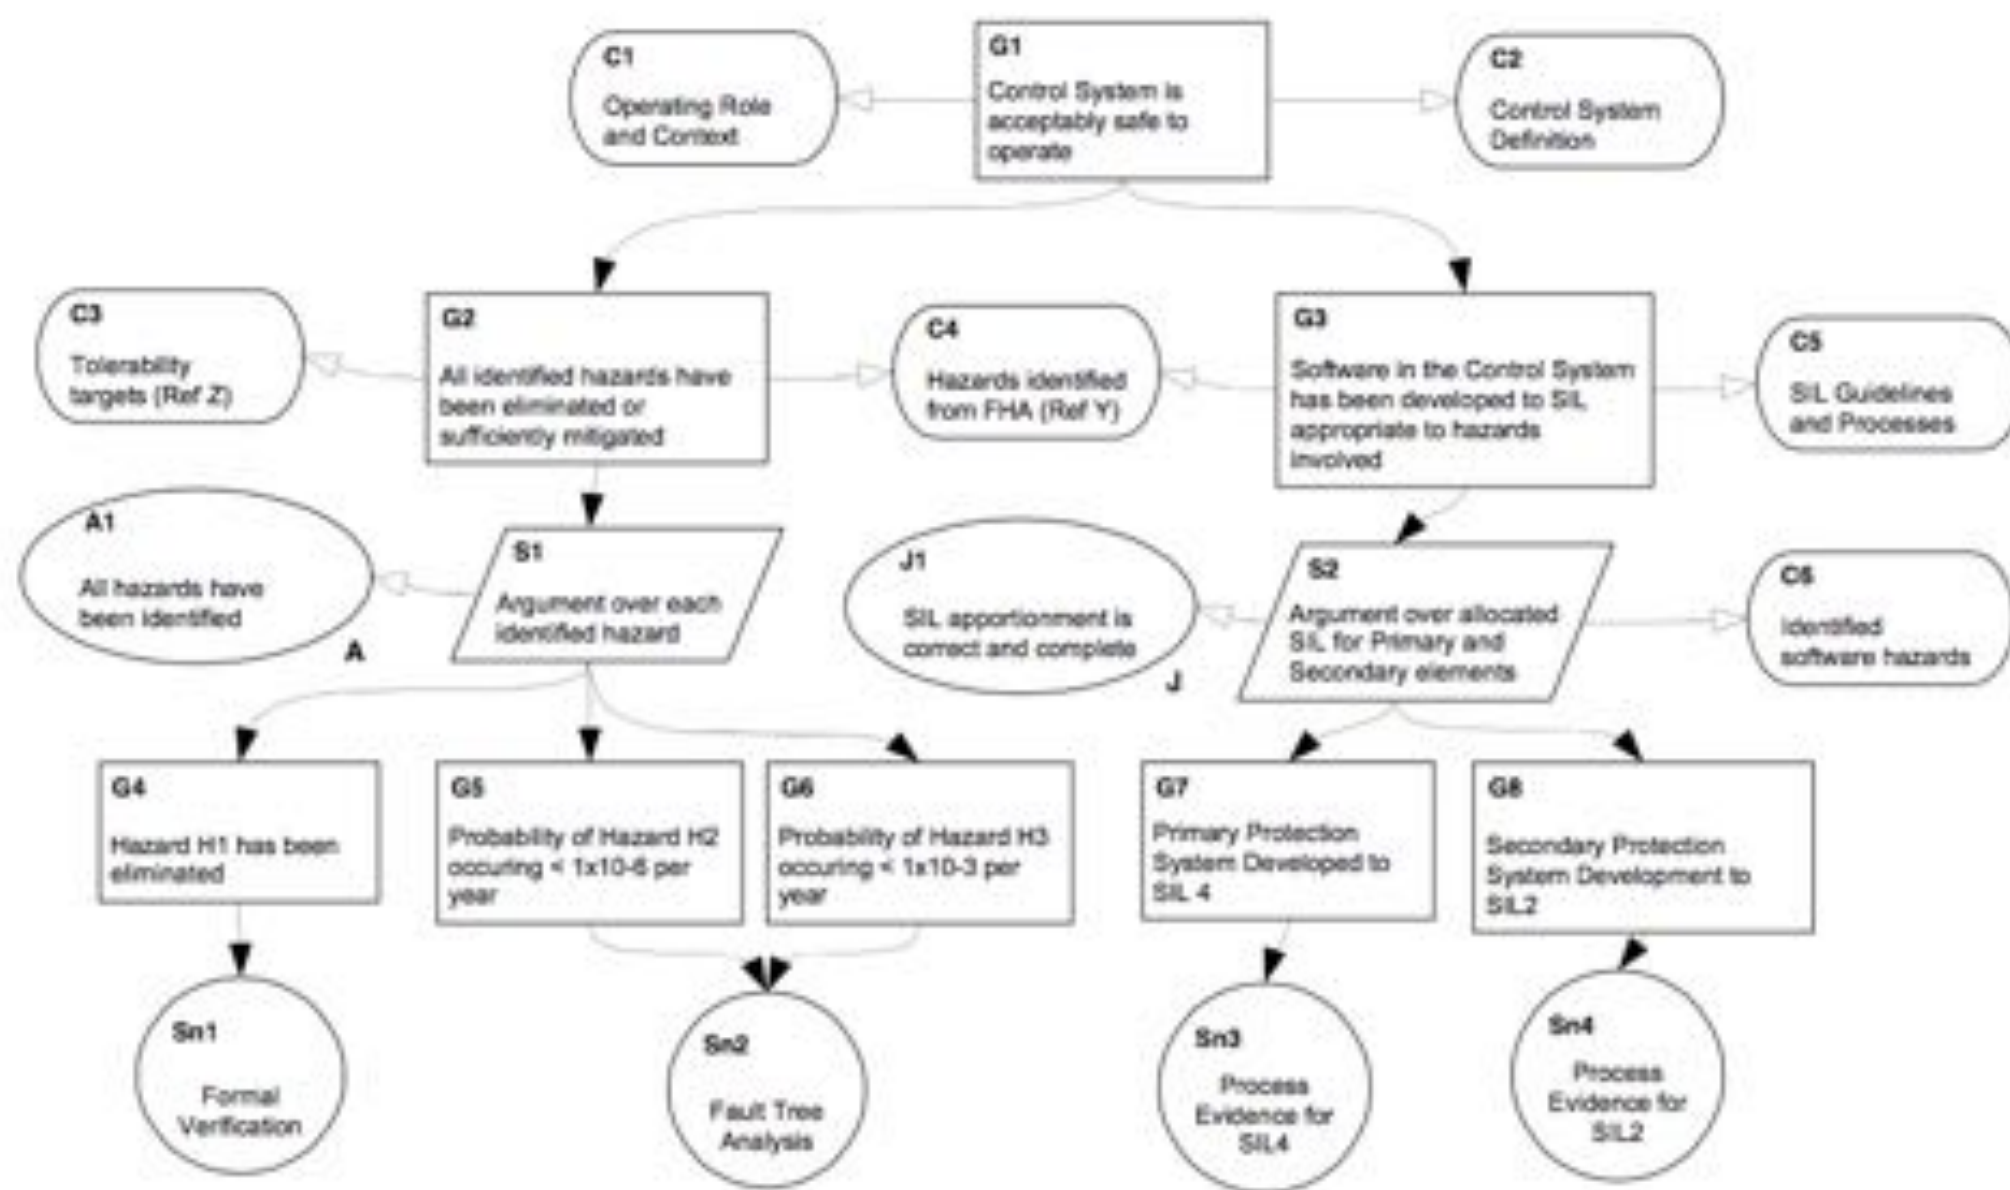 C1
Operating Role
and Context
G1
Control System is
acceptably safe to
operate
C2
Control System
Definition
C3
Tolerability
targets (Ref Z)
G2
All identified hazards have
been eliminated or
sufficiently mitigated
C4
Hazards identified
from FHA (Ref Y)
G3
Software in the Control System
has been developed to SIL
appropriate to hazards
involved
C5
SIL Guidelines
and Processes
A1
All hazards have
been identified
A
S1
Argument over each
identified hazard
J1
SIL apportionment is
correct and complete
J
S2
Argument over allocated
SIL for Primary and
Secondary elements
C6
Identified
software hazards
G4
Hazard H1 has been
eliminated
G5
Probability of Hazard H2
occuring < 1x10-6 per
year
G6
Probability of Hazard H3
occuring < 1x10-3 per
year
G7
Primary Protection
System Developed to
SIL 4
G8
Secondary Protection
System Development to
SIL2
Sn1
Formal
Verification
Sn2
Fault Tree
Analysis
Sn3
Process
Evidence for
SIL4
Sn4
Process
Evidence for
SIL2